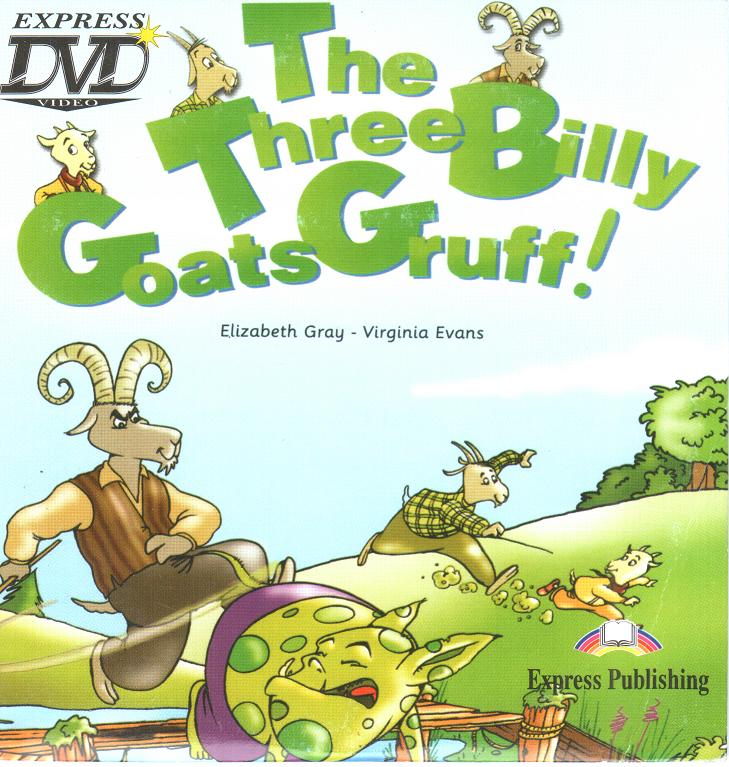 EXPRESS
DVD
VIDEO
The
Three Billy
Goats Gruff!
Elizabeth Gray - Virginia Evans
Express Publishing